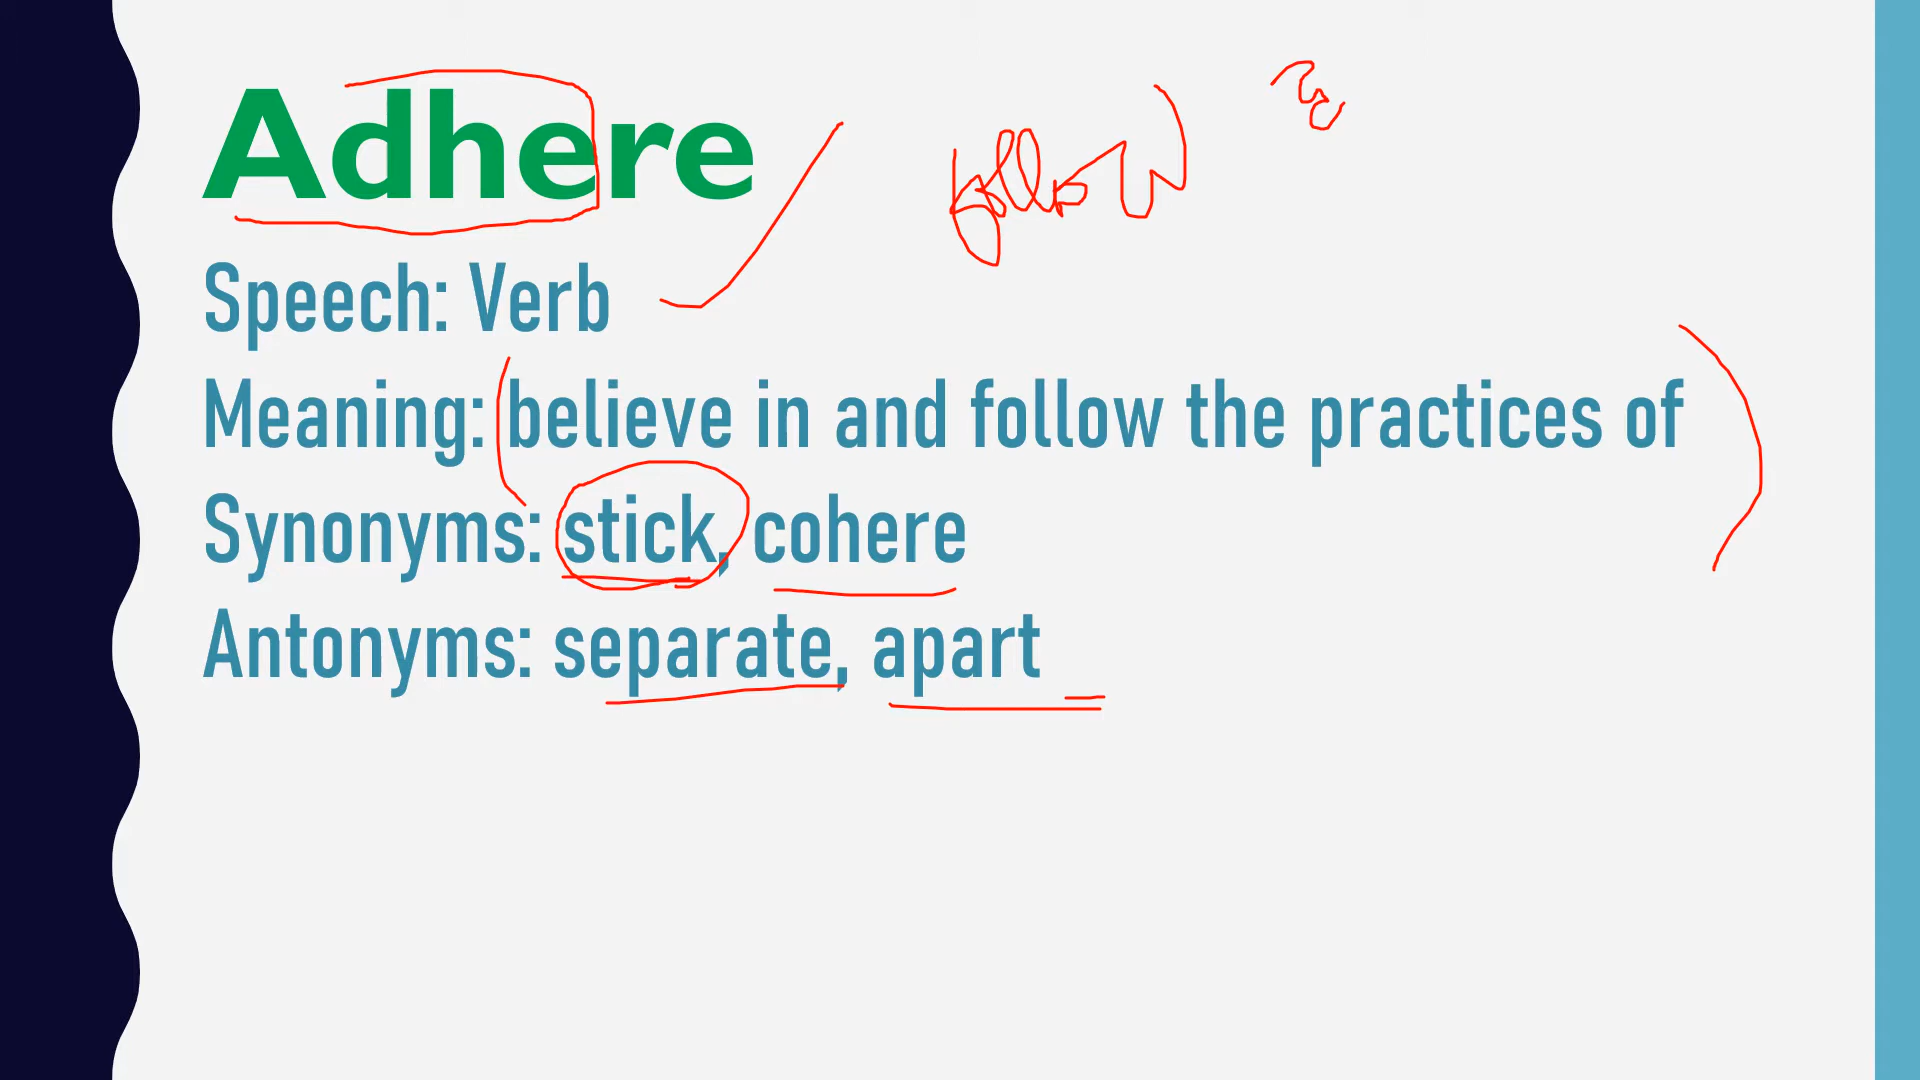 Adhere
follow
Speech: Verb
Meaning: believe in and follow the practices of
Synonyms: stick, cohere
Antonyms: separate, apart